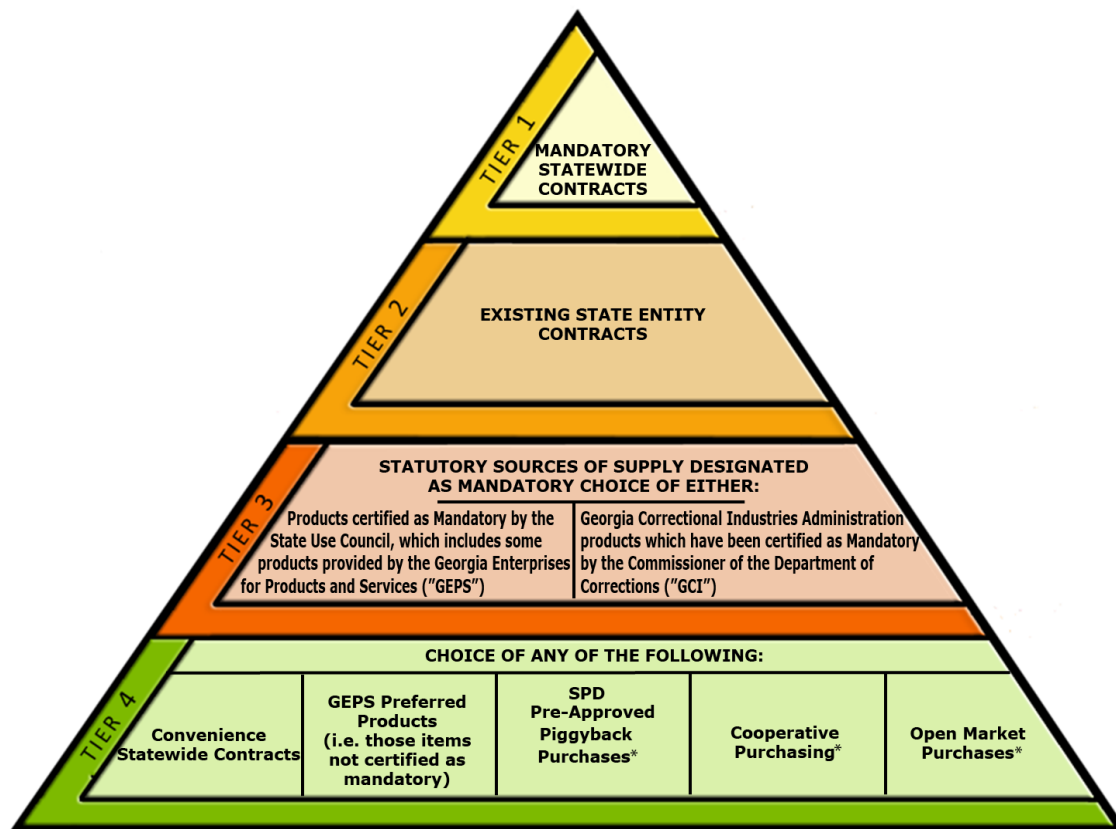 TIER 1
MANDATORY
STATEWIDE
CONTRACTS
TIER 2
EXISTING STATE ENTITY
CONTRACTS
TIER 3
STATUTORY SOURCES OF SUPPLY DESIGNATED
AS MANDATORY CHOICE OF EITHER:
Products certified as Mandatory by the
State Use Council, which includes some
products provided by the Georgia Enterprises
for Products and Services ("GEPS")
Georgia Correctional Industries Administration
products which have been certified as Mandatory
by the Commissioner of the Department of
Corrections ("GCI")
TIER 4
CHOICE OF ANY OF THE FOLLOWING:
Convenience
Statewide Contracts
GEPS Preferred
Products
(i.e. those items
not certified as
mandatory)
SPD
Pre-Approved
Piggyback
Purchases*
Cooperative
Purchasing*
Open Market
Purchases*